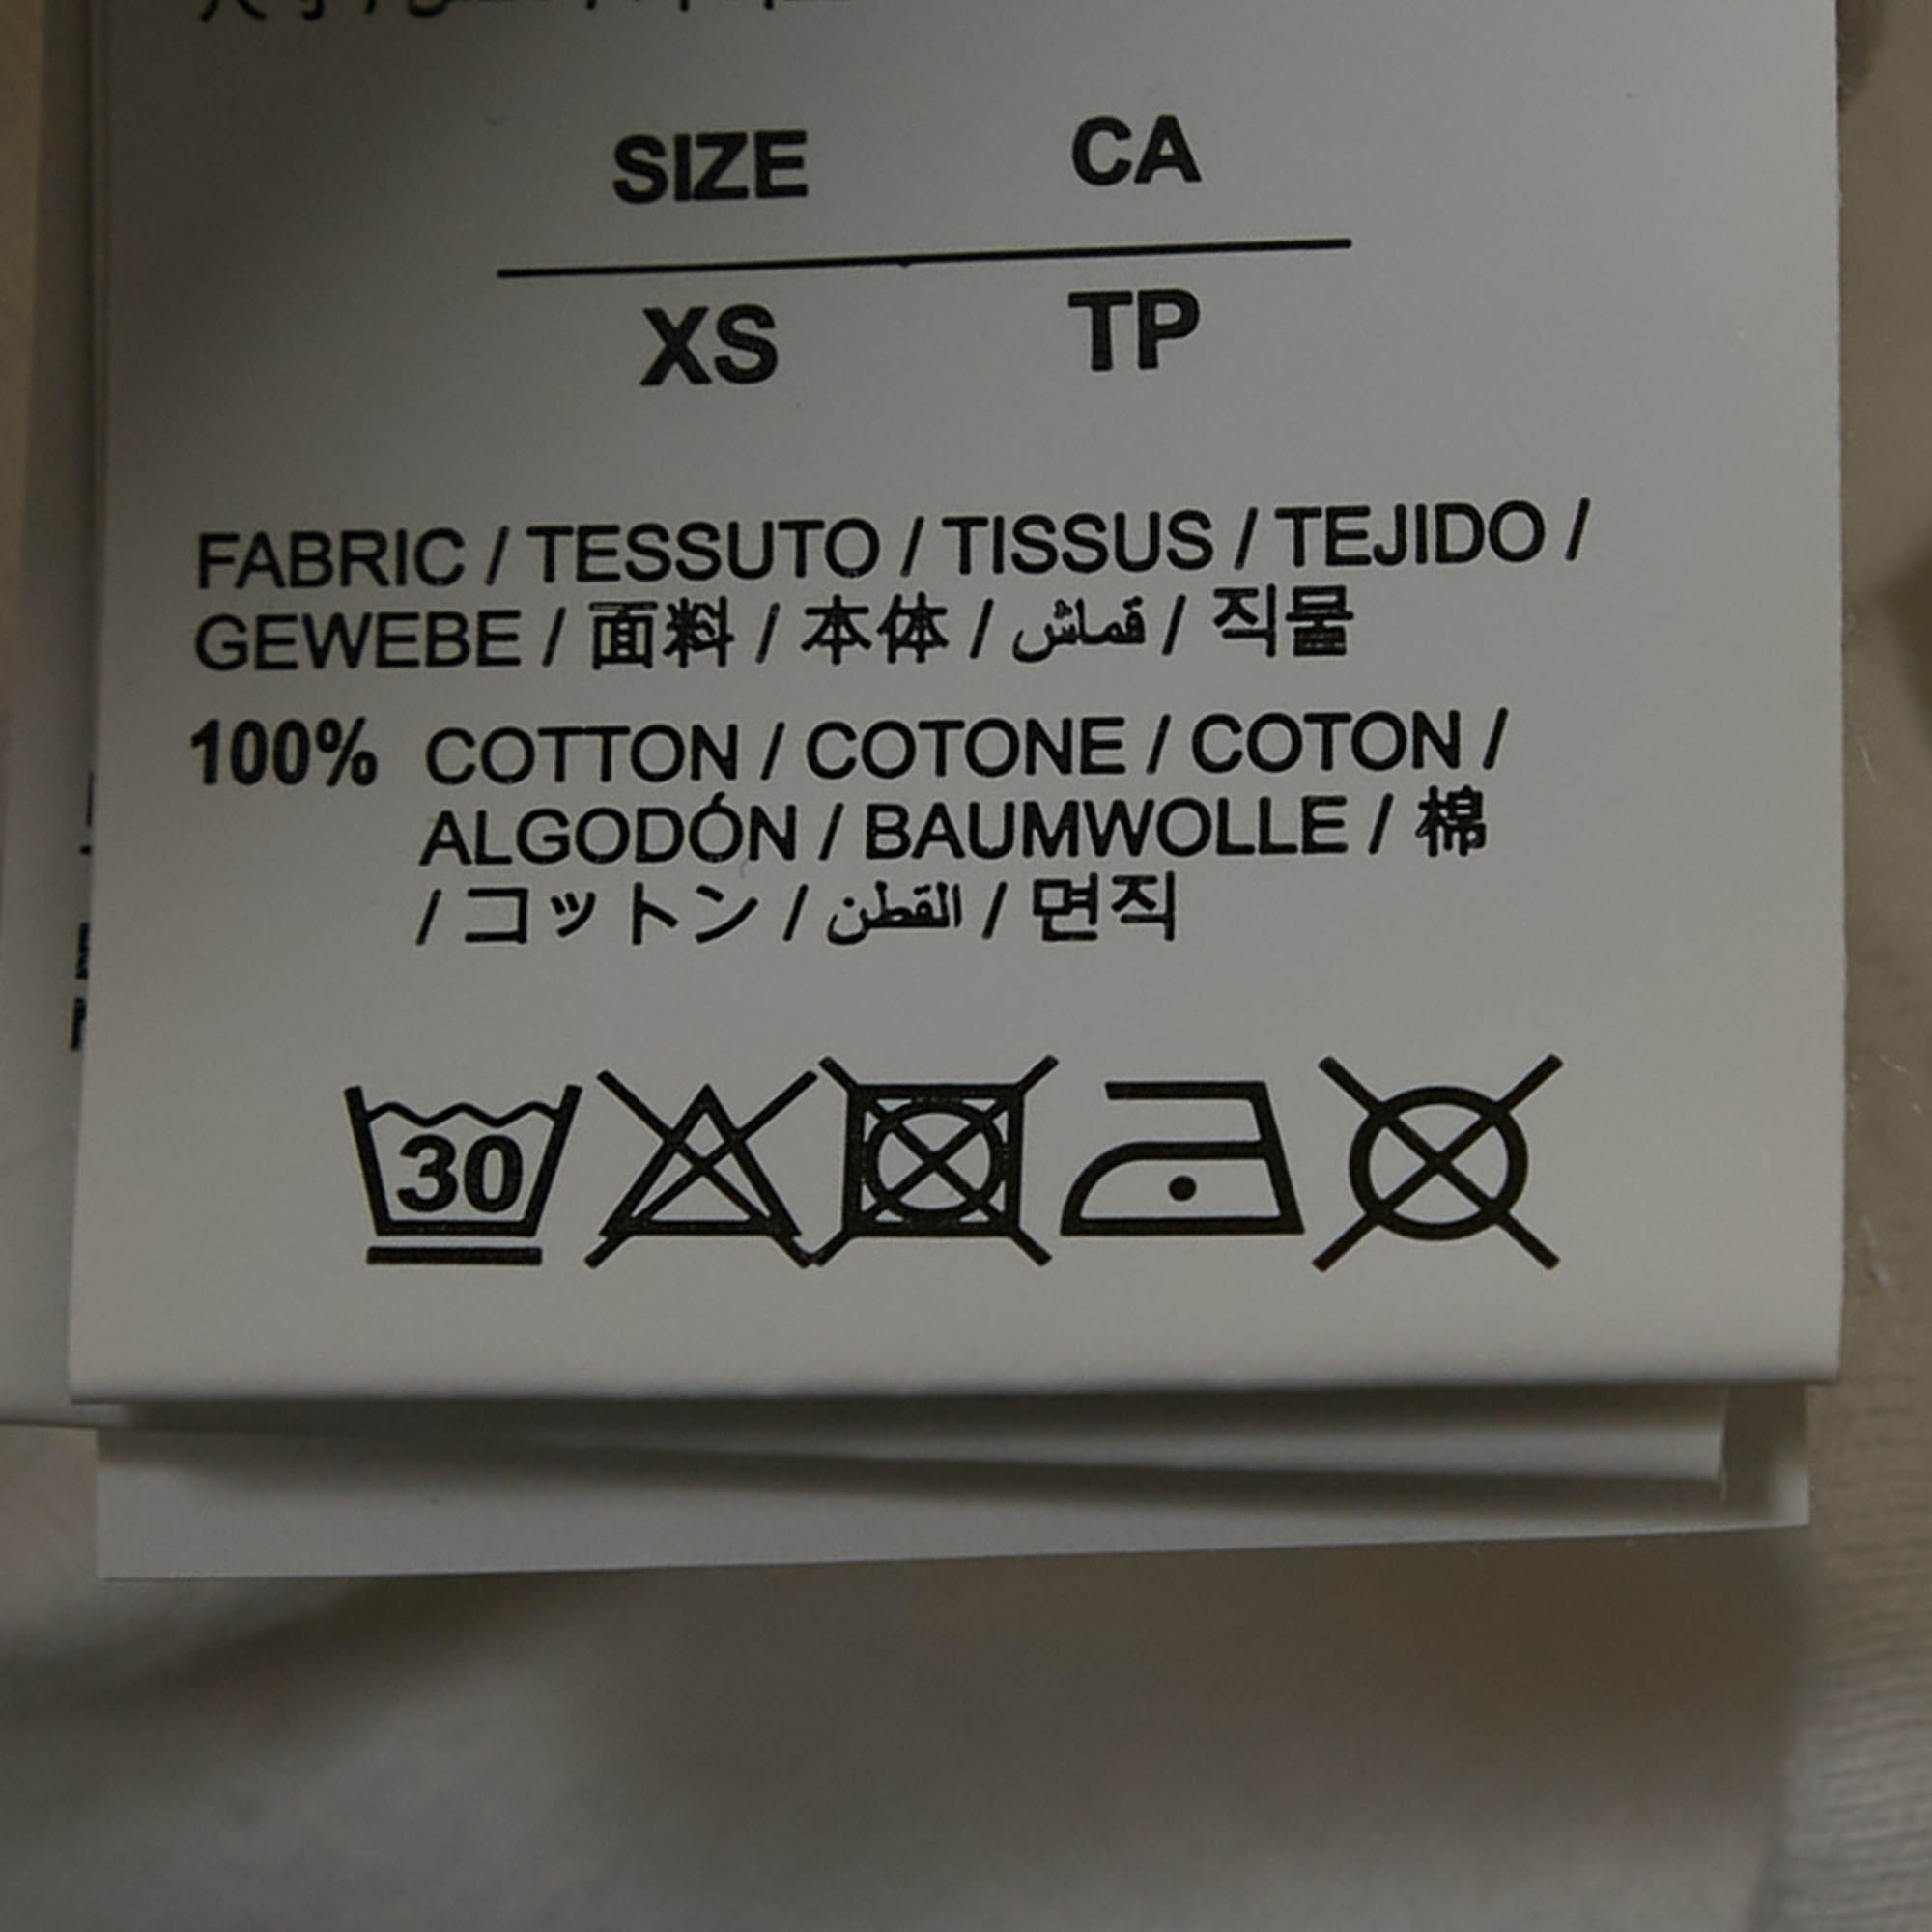 SIZE CA
XS TP
FABRIC / TESSUTO / TISSUS / TEJIDO /
GEWEBE / 面料 / 本体 / قماش / 직물
100% COTTON / COTONE / COTON /
ALGODÓN / BAUMWOLLE / 棉
/ コットン / القطن / 면직
30